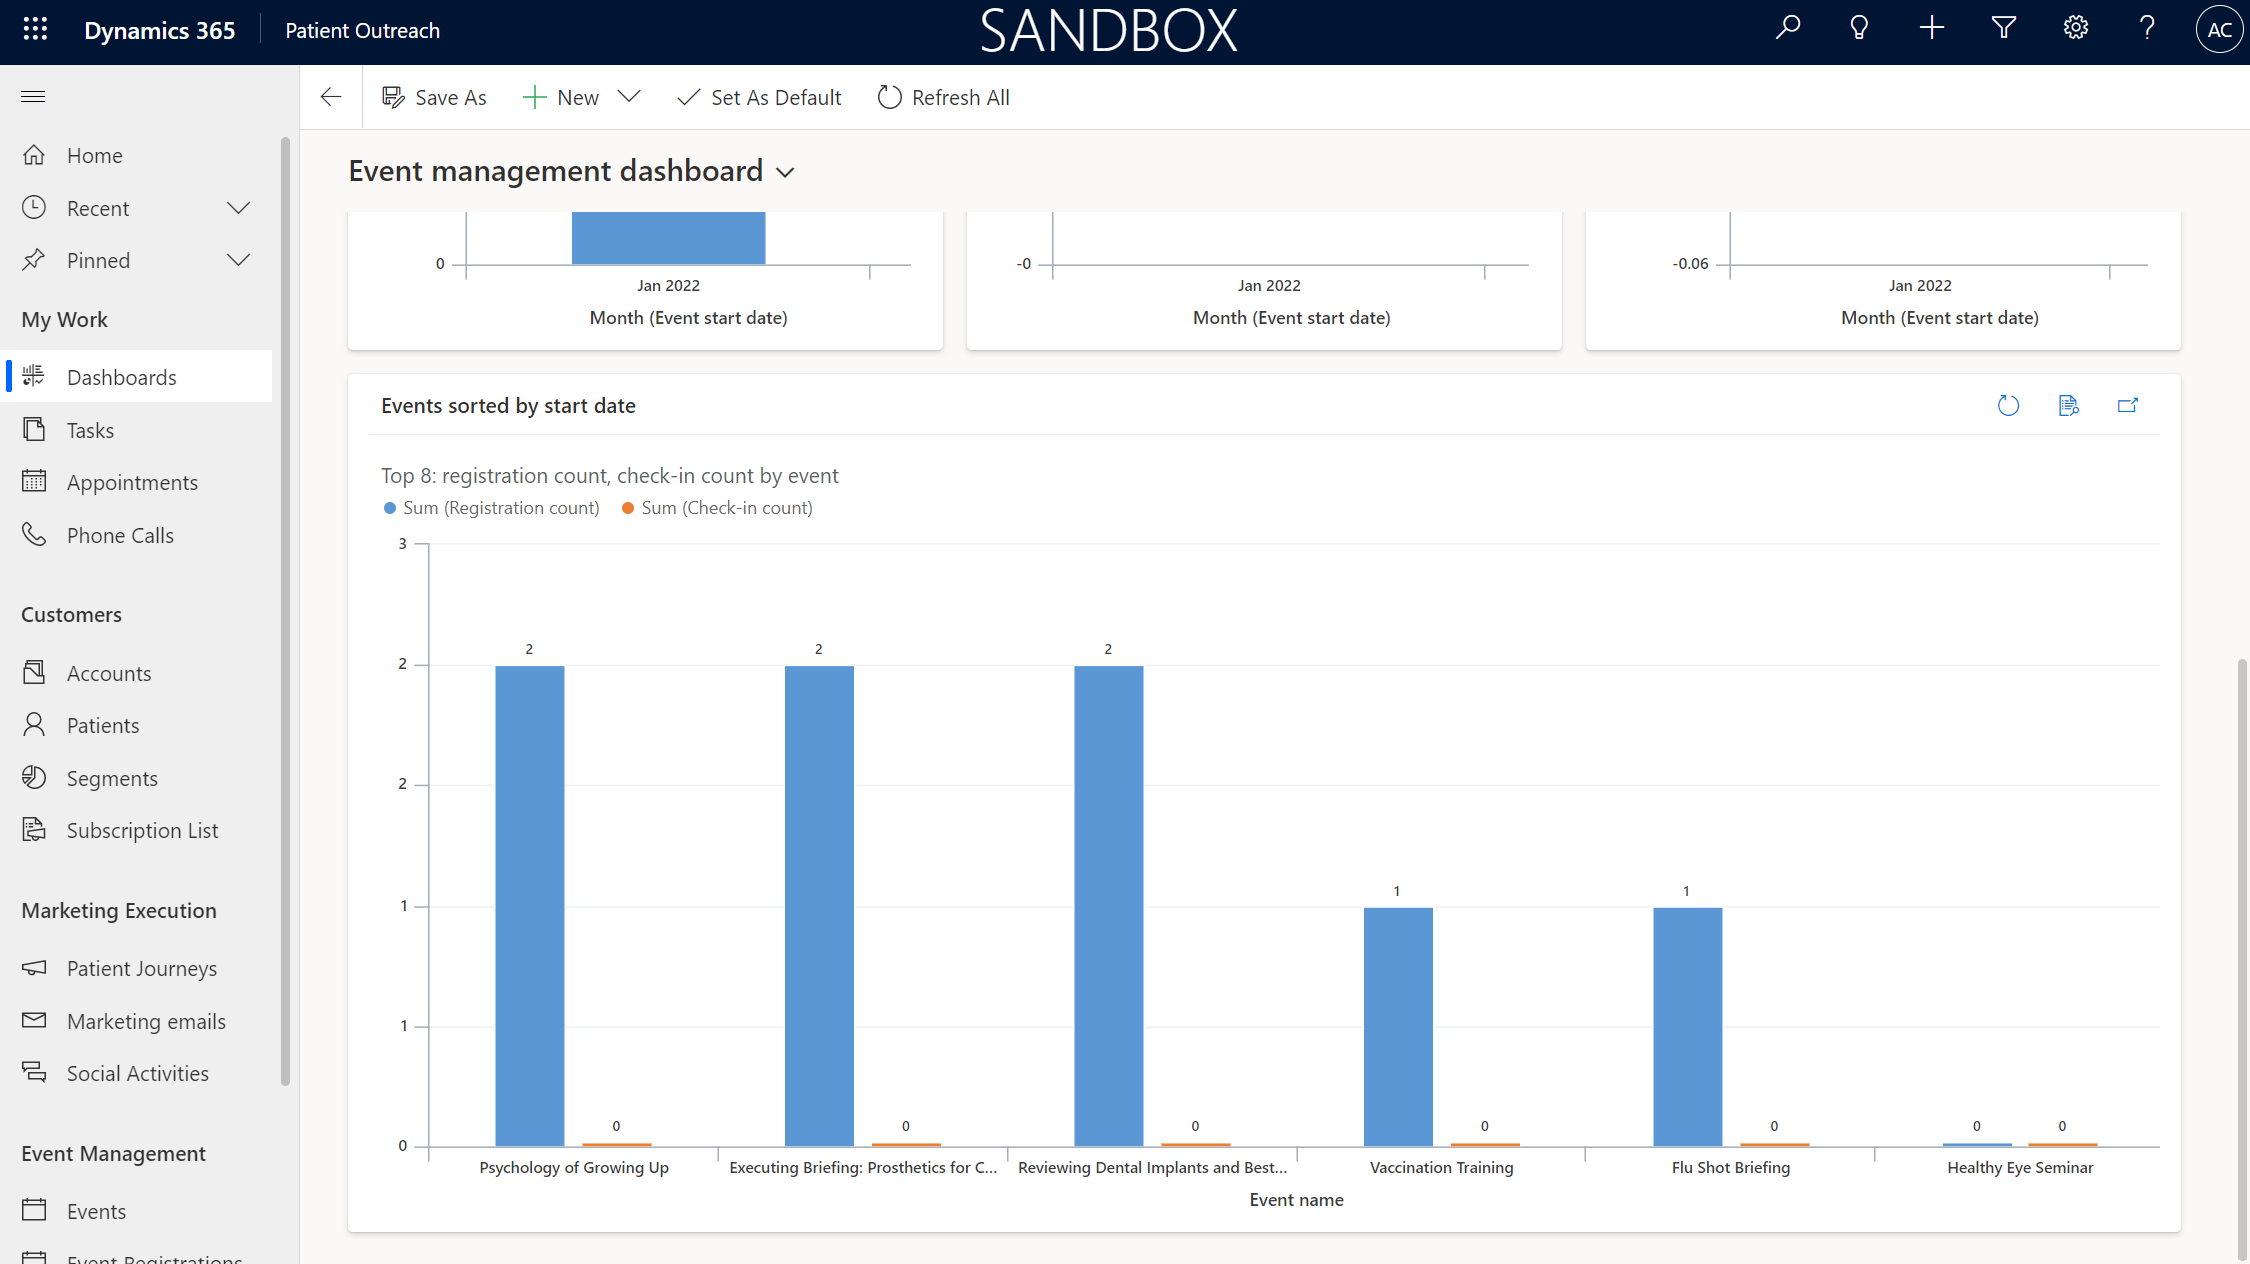 Dynamics 365
Patient Outreach
SANDBOX
AC
Save As
New
Set As Default
Refresh All
Home
Recent
Pinned
My Work
Dashboards
Tasks
Appointments
Phone Calls
Customers
Accounts
Patients
Segments
Subscription List
Marketing Execution
Patient Journeys
Marketing emails
Social Activities
Event Management
Events
Event Registrations
Event management dashboard
0
Jan 2022
Month (Event start date)
-0
Jan 2022
Month (Event start date)
-0.06
Jan 2022
Month (Event start date)
Events sorted by start date
Top 8: registration count, check-in count by event
Sum (Registration count)
Sum (Check-in count)
3
2
2
1
1
0
2
0
2
0
2
0
1
0
1
0
0
0
Psychology of Growing Up
Executing Briefing: Prosthetics for C...
Reviewing Dental Implants and Best...
Vaccination Training
Flu Shot Briefing
Healthy Eye Seminar
Event name